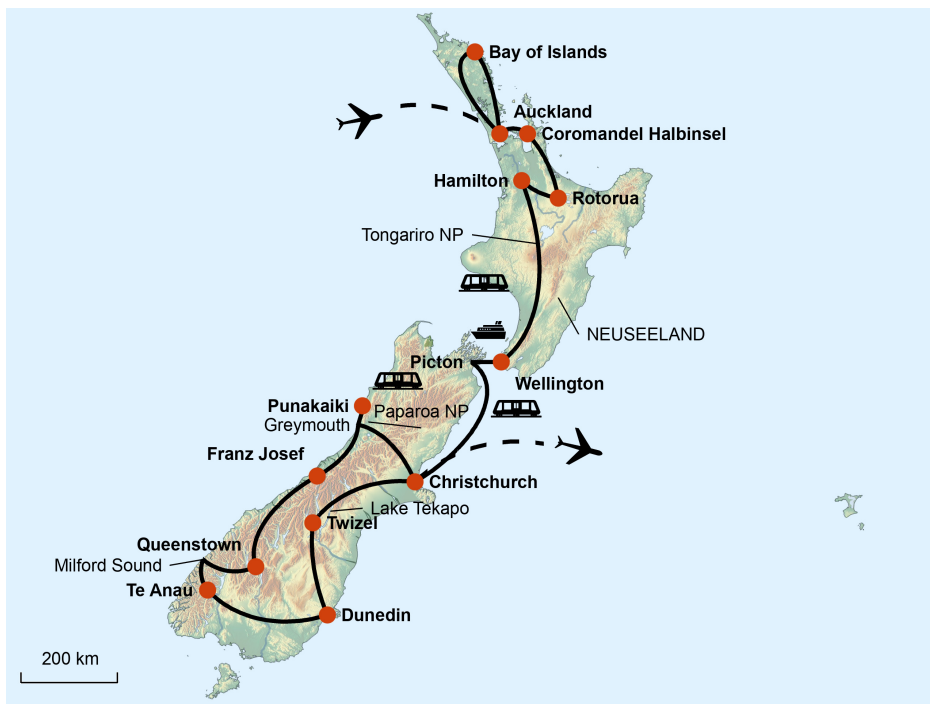 Bay of Islands
Auckland
Coromandel Halbinsel
Hamilton
Rotorua
Tongariro NP
NEUSEELAND
Picton
Wellington
Punakaiki
Paparoa NP
Greymouth
Franz Josef
Christchurch
Lake Tekapo
Twizel
Queenstown
Milford Sound
Te Anau
Dunedin
200 km